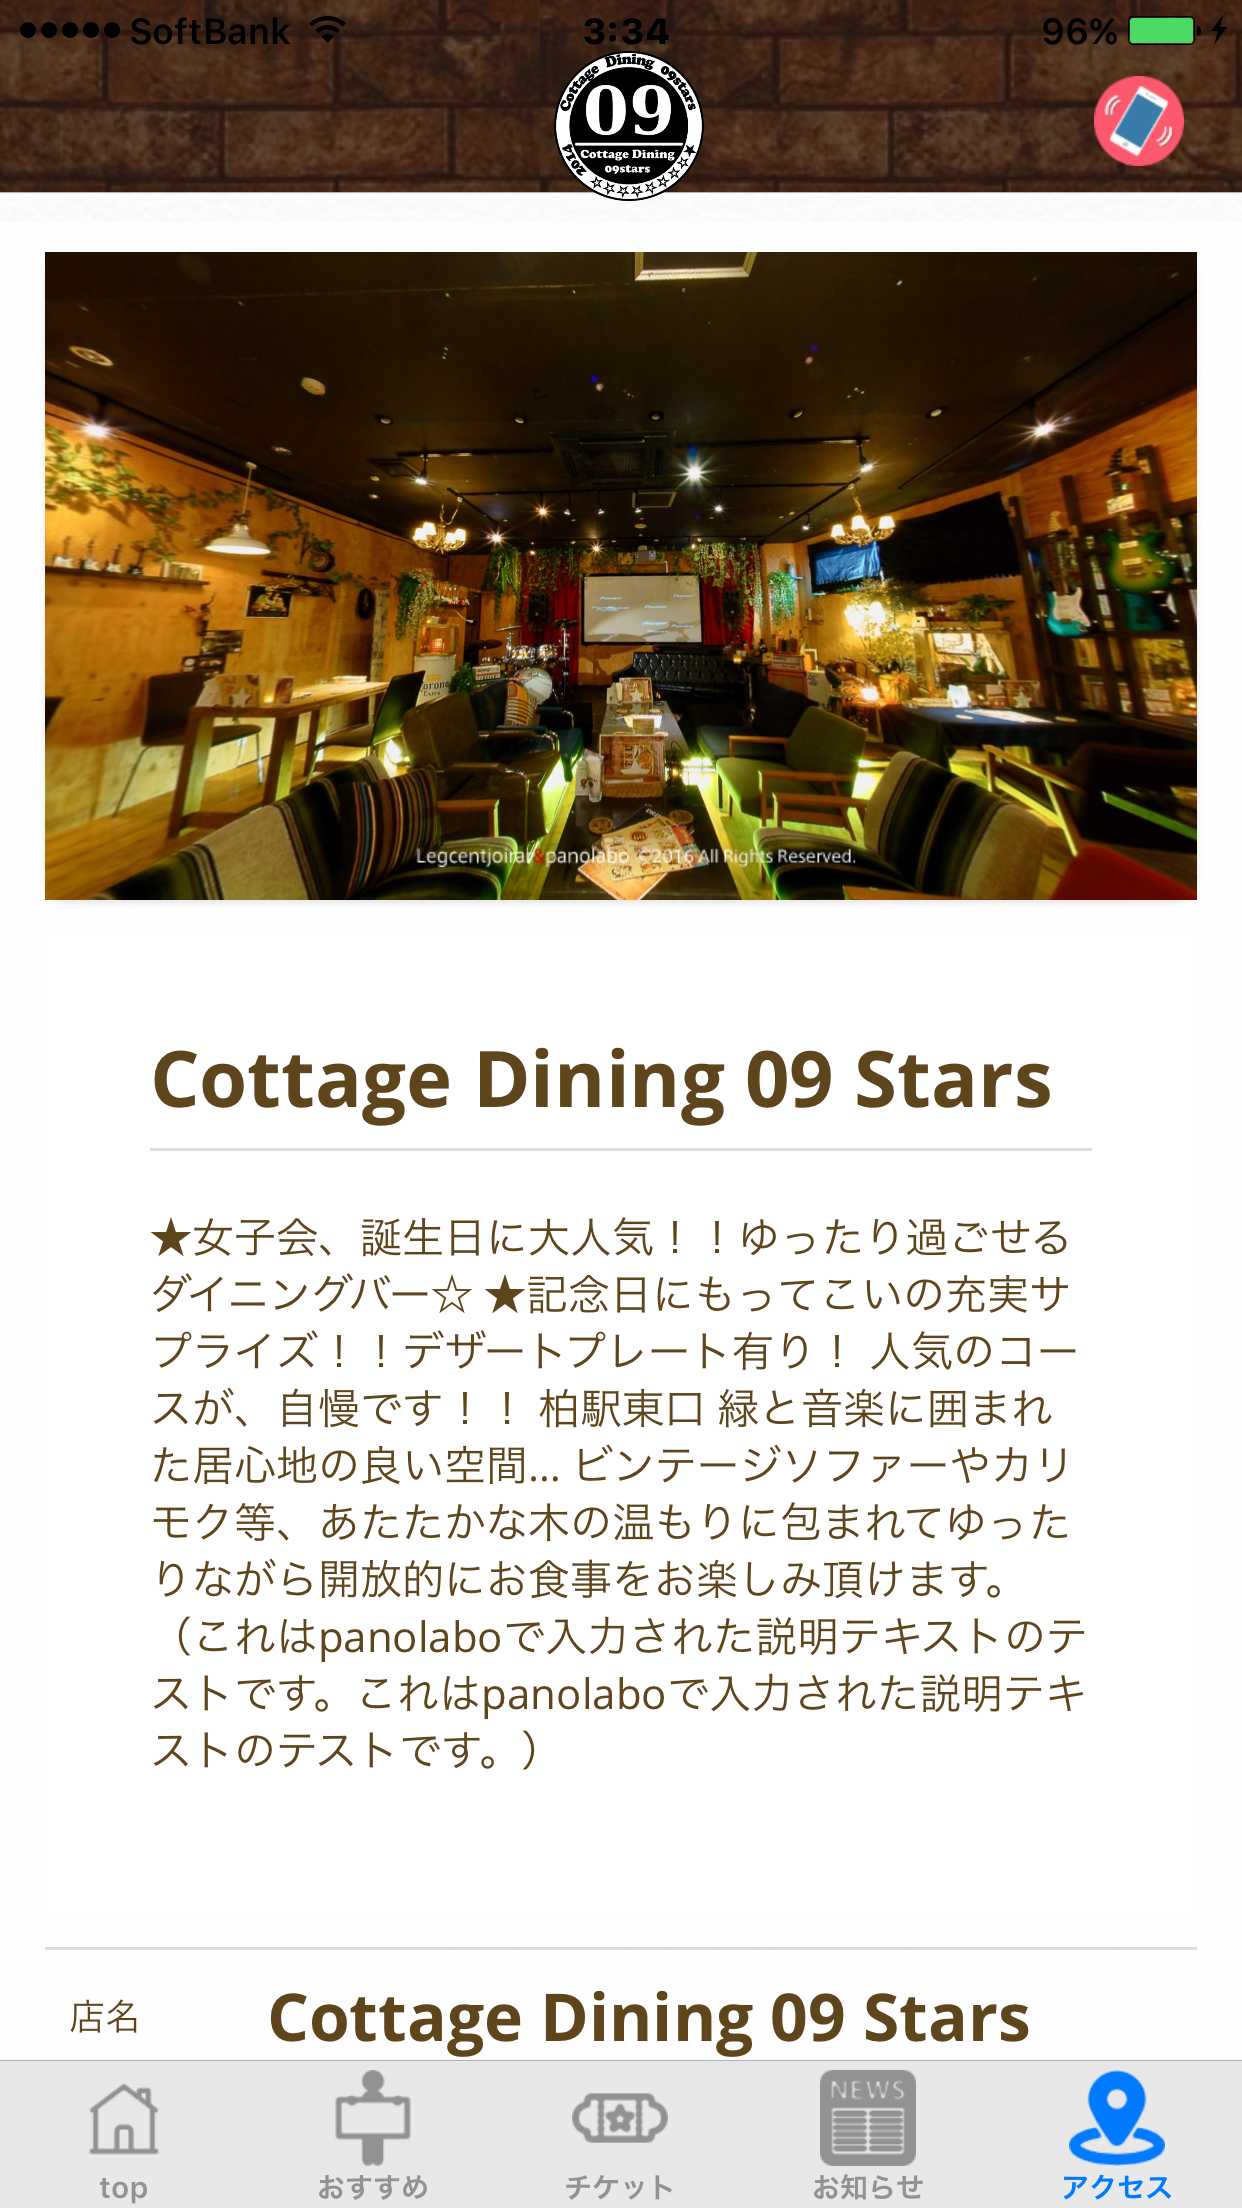 SoftBank 3:34 96%
Cottage Dining 09stars
09
Cottage Dining
09stars
2014
Corona
Legcentjoirar&panolabo ©2016 All Rights Reserved.
Cottage Dining 09 Stars
★女子会、誕生日に大人気！！ゆったり過ごせる
ダイニングバー☆ ★記念日にもってこいの充実サ
プライズ！！デザートプレート有り！ 人気のコー
スが、自慢です！！ 柏駅東口 緑と音楽に囲まれ
た居心地の良い空間... ビンテージソファーやカリ
モク等、あたたかな木の温もりに包まれてゆった
りながら開放的にお食事をお楽しみ頂けます。
（これはpanolaboで入力された説明テキストのテ
ストです。これはpanolaboで入力された説明テキ
ストのテストです。）
店名 Cottage Dining 09 Stars
NEWS
top おすすめ チケット お知らせ アクセス